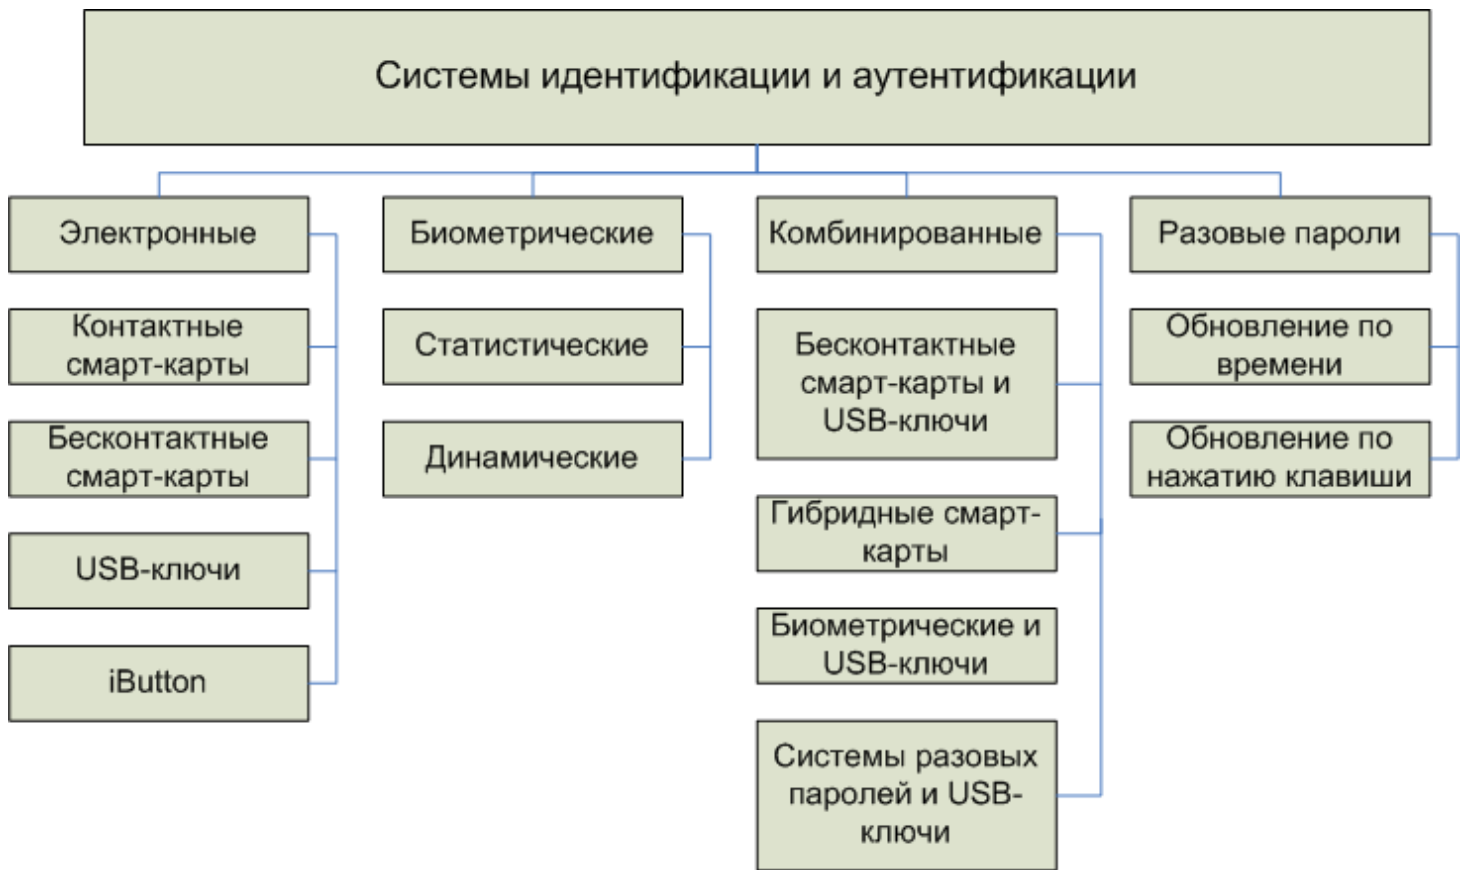 Системы идентификации и аутентификации
Электронные
Контактные
смарт-карты
Бесконтактные
смарт-карты
USB-ключи
iButton
Биометрические
Статистические
Динамические
Комбинированные
Бесконтактные
смарт-карты и
USB-ключи
Гибридные смарт-
карты
Биометрические и
USB-ключи
Системы разовых
паролей и USB-
ключи
Разовые пароли
Обновление по
времени
Обновление по
нажатию клавиши